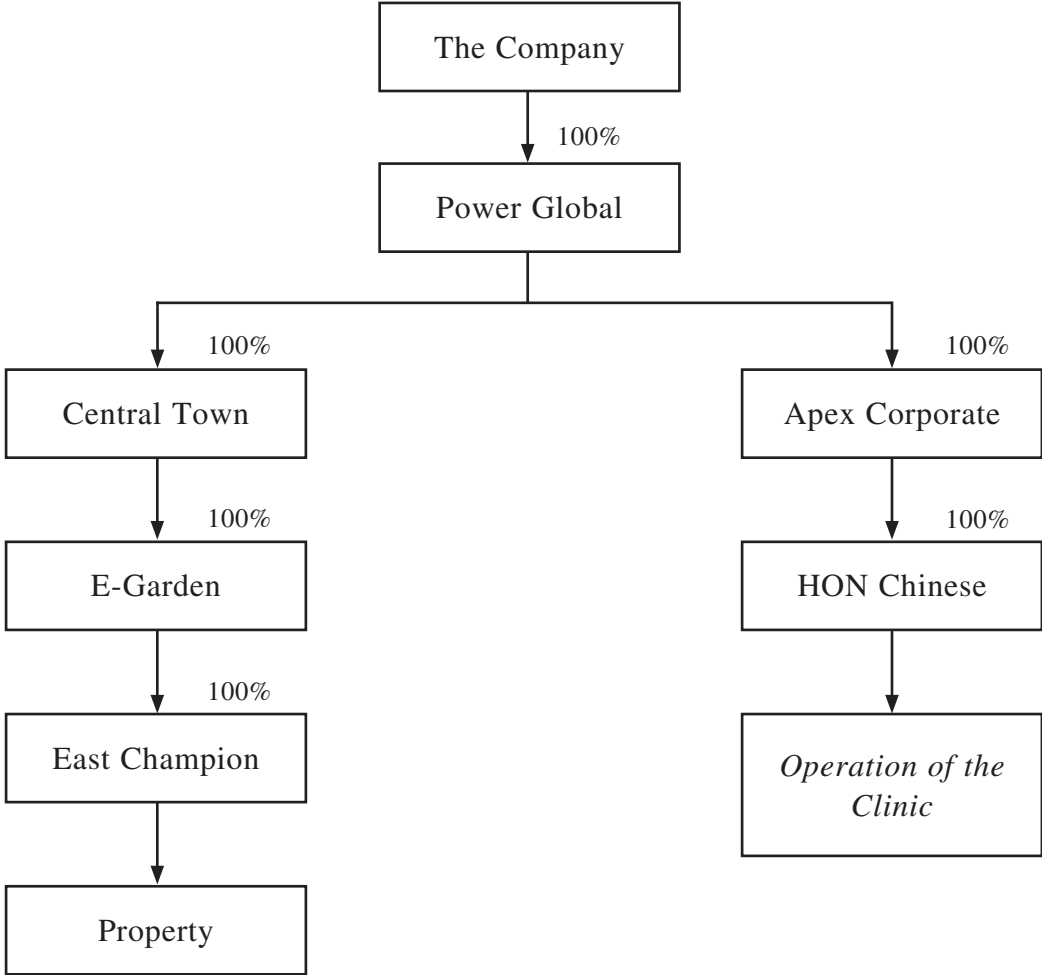 The Company
100%
Power Global
100%
100%
Central Town
Apex Corporate
100%
100%
E-Garden
HON Chinese
100%
East Champion
Operation of the
Clinic
Property